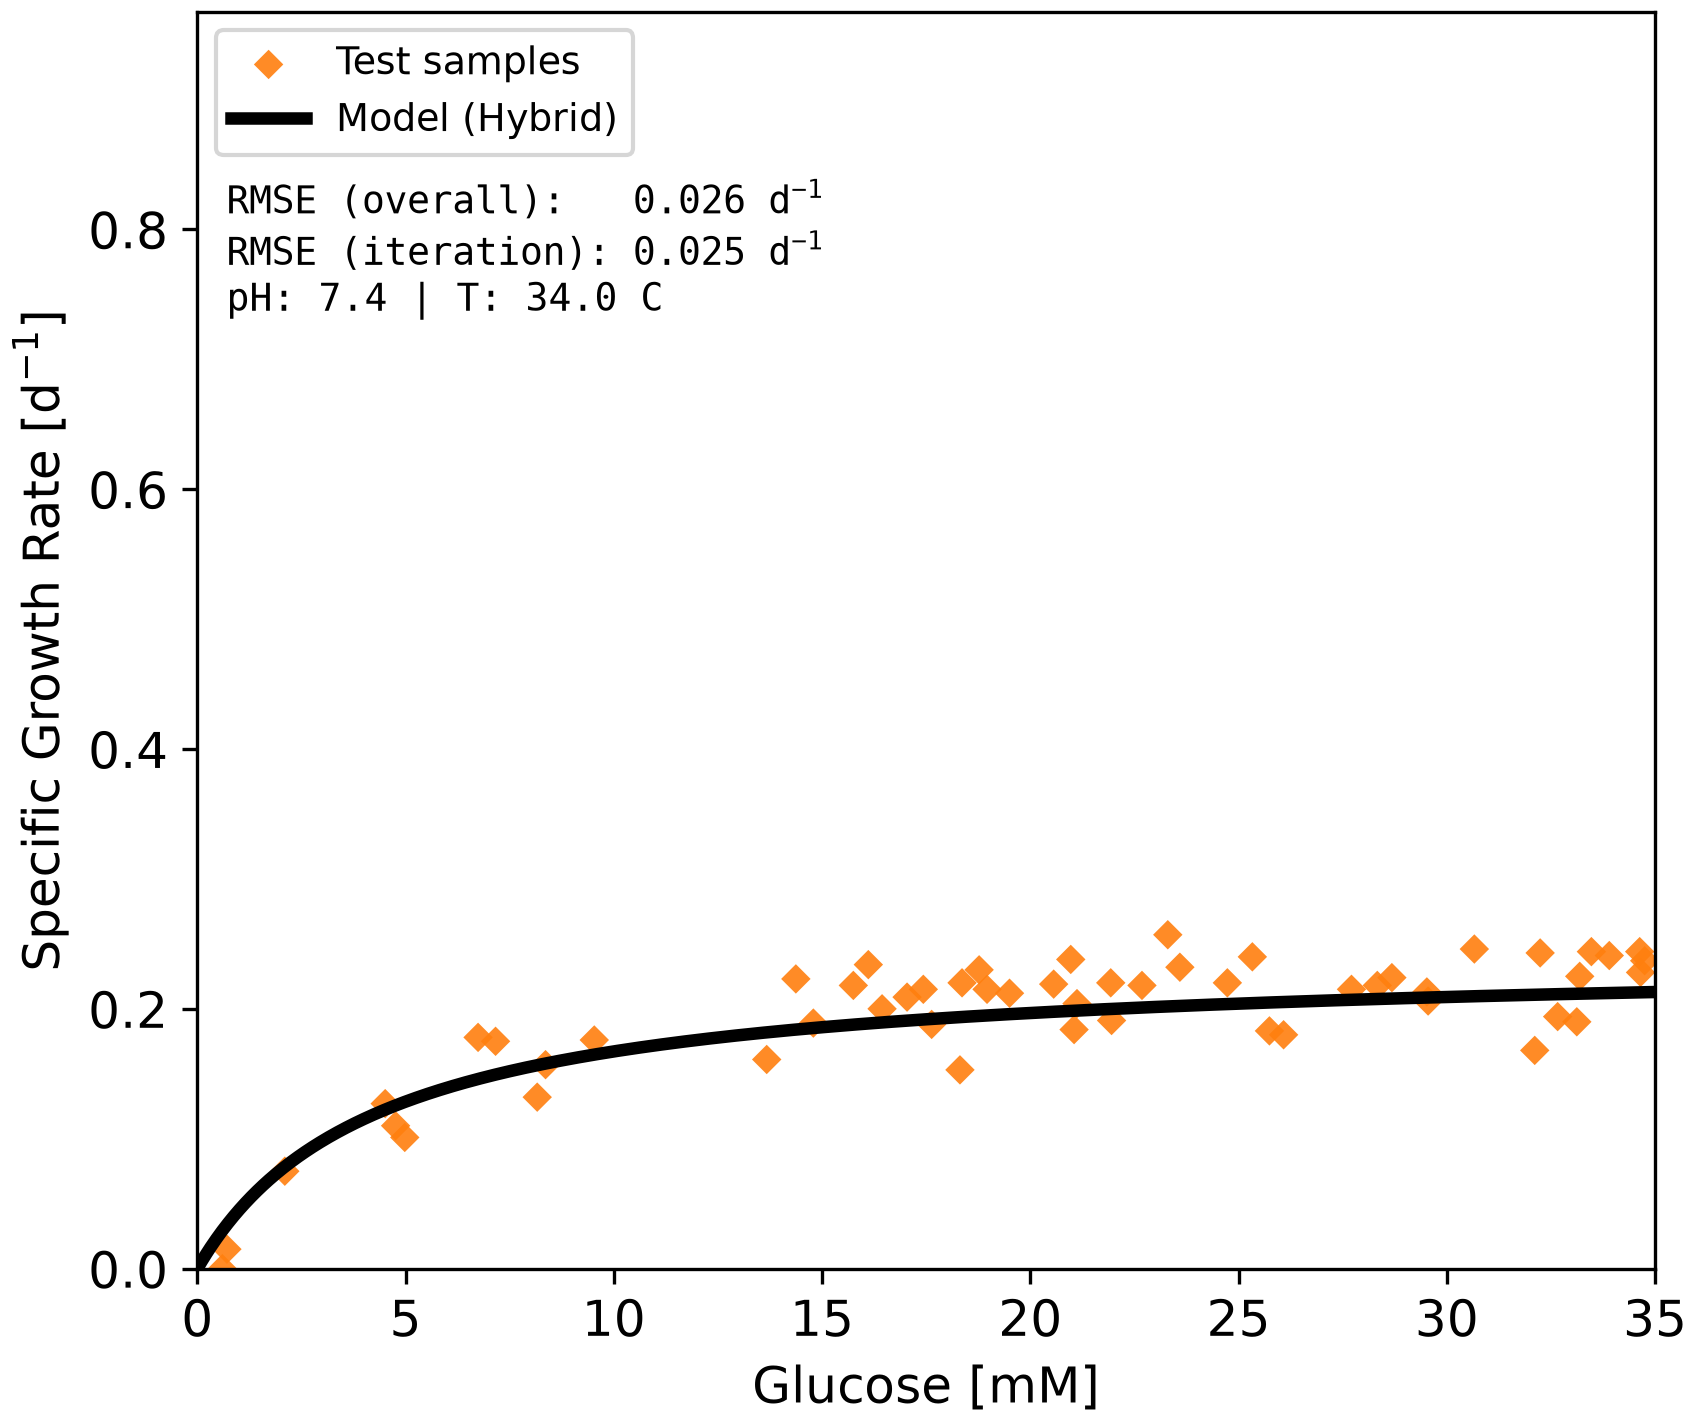 Test samples
Model (Hybrid)
RMSE (overall):   0.026 d⁻¹
RMSE (iteration): 0.025 d⁻¹
pH: 7.4 | T: 34.0 C
Specific Growth Rate [d⁻¹]
0.8
0.6
0.4
0.2
0.0
0 5 10 15 20 25 30 35
Glucose [mM]